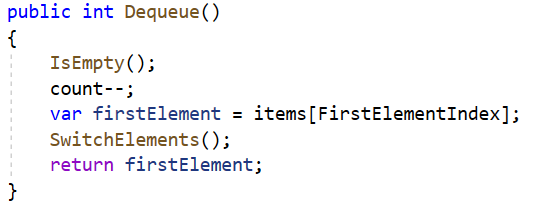 public int Dequeue()
{
    IsEmpty();
    count--;
    var firstElement = items[FirstElementIndex];
    SwitchElements();
    return firstElement;
}